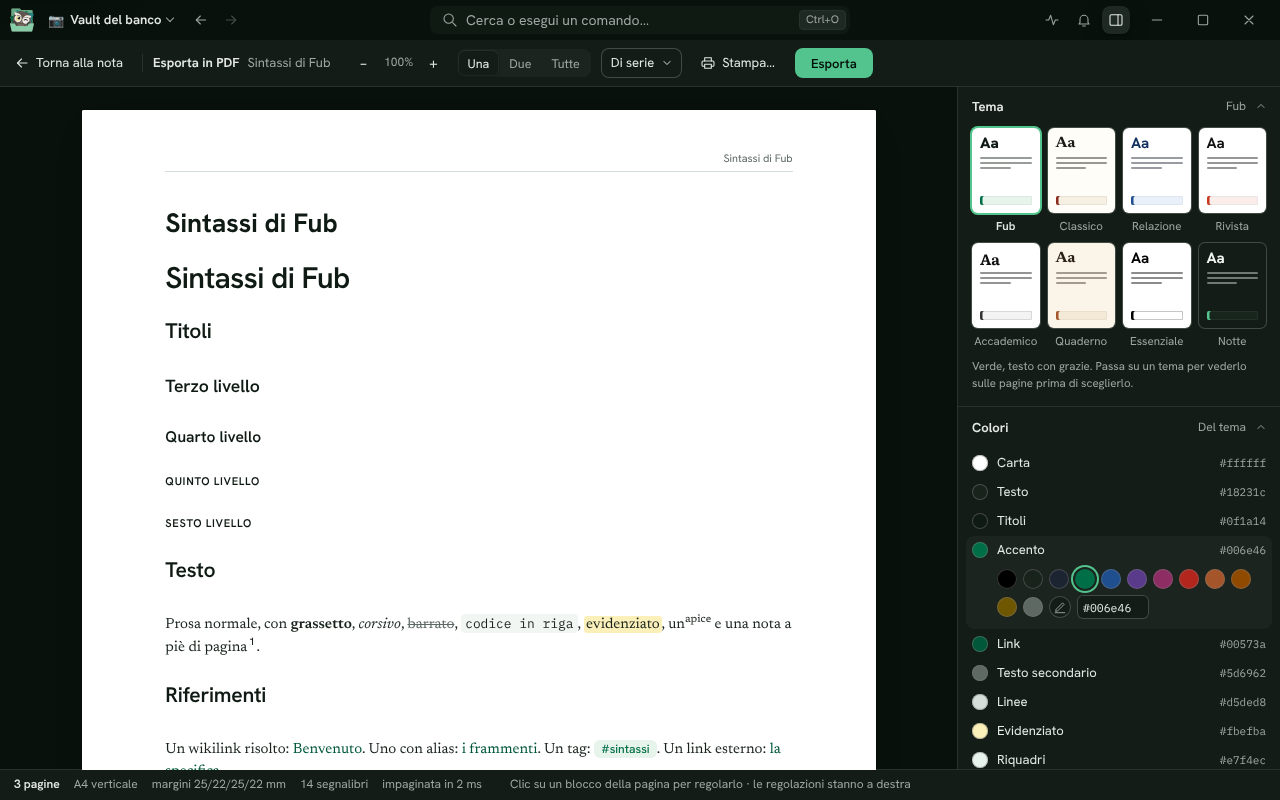 Vault del banco
Cerca o esegui un comando…
Ctrl+O
Torna alla nota
Esporta in PDF Sintassi di Fub
− 100% +
Una Due Tutte
Di serie
Stampa…
Esporta
Sintassi di Fub
Sintassi di Fub
Sintassi di Fub
Titoli
Terzo livello
Quarto livello
QUINTO LIVELLO
SESTO LIVELLO
Testo
Prosa normale, con grassetto, corsivo, barrato, codice in riga, evidenziato, unapice e una nota a
piè di pagina1.
Riferimenti
Un wikilink risolto: Benvenuto. Uno con alias: i frammenti. Un tag: #sintassi. Un link esterno: la
specifica
Tema Fub
Aa Aa Aa Aa
Fub Classico Relazione Rivista
Aa Aa Aa Aa
Accademico Quaderno Essenziale Notte
Verde, testo con grazie. Passa su un tema per vederlo
sulle pagine prima di sceglierlo.
Colori Del tema
Carta #ffffff
Testo #18231c
Titoli #0f1a14
Accento #006e46
#006e46
Link #00573a
Testo secondario #5d6962
Linee #d5ded8
Evidenziato #fbefba
Riquadri #e7f4ec
3 pagine A4 verticale margini 25/22/25/22 mm 14 segnalibri impaginata in 2 ms Clic su un blocco della pagina per regolarlo · le regolazioni stanno a destra